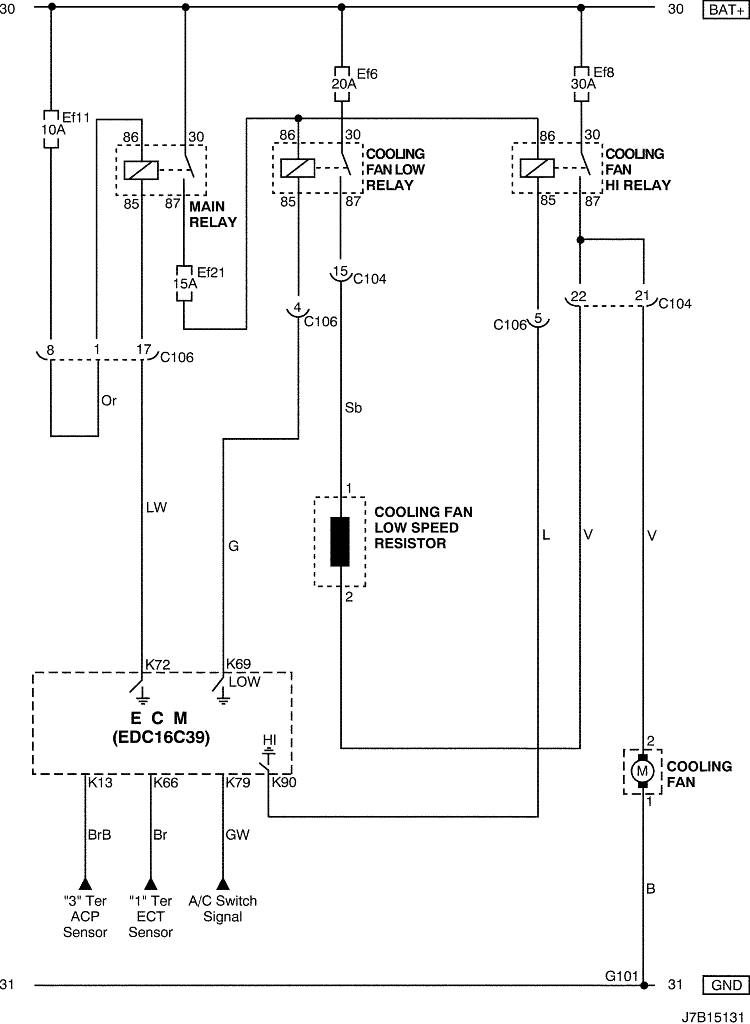 30
30
BAT+
Ef6
20A
Ef8
30A
Ef11
10A
86
30
86
30
86
30
COOLING
FAN LOW
RELAY
COOLING
FAN
HI RELAY
85
87
MAIN
RELAY
85
87
85
87
Ef21
15A
15
C104
4
C106
5
C106
22
21
C104
8
1
17
C106
Or
Sb
LW
G
1
COOLING FAN
LOW SPEED
RESISTOR
2
L
V
V
K72
K69
LOW
E C M
(EDC16C39)
HI
K13
K66
K79
K90
2
M
COOLING
FAN
1
BrB
Br
GW
B
"3" Ter
ACP
Sensor
"1" Ter
ECT
Sensor
A/C Switch
Signal
G101
31
31
GND
J7B15131